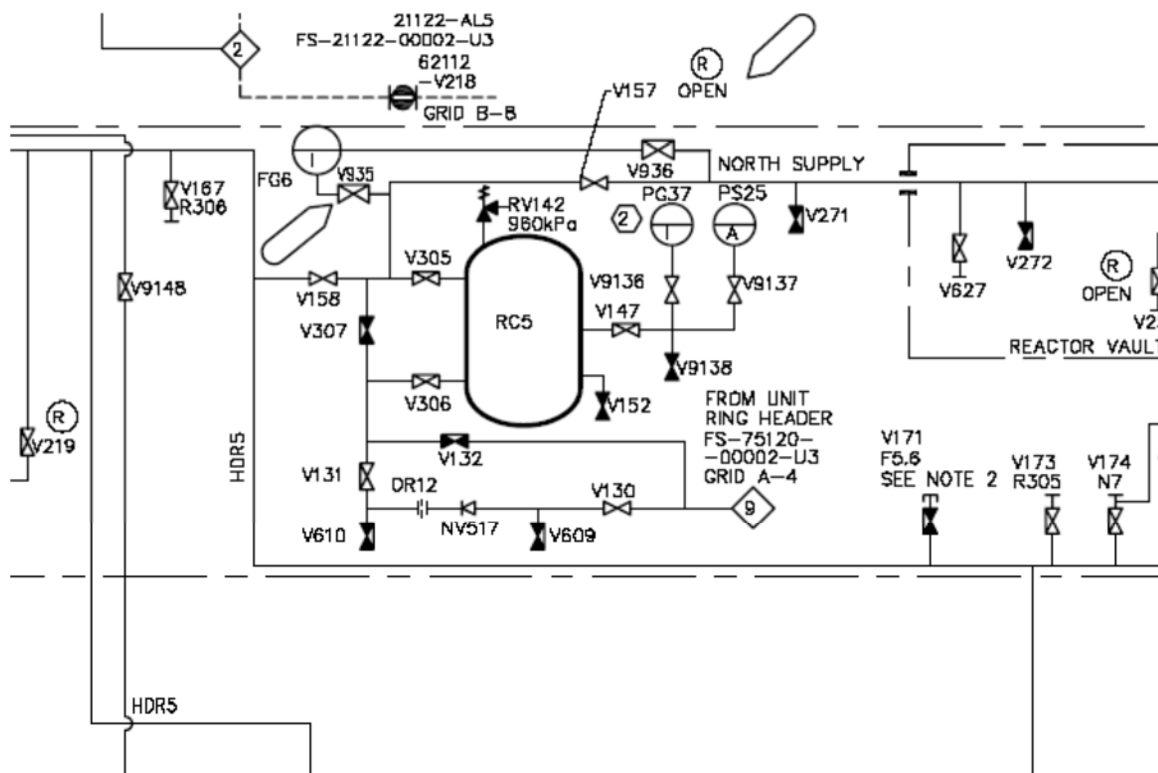 21122-AL5
FS-21122-00002-U3
2
62112
-V218
GRID B-8
R
OPEN
V157
I
FG6
V935
V936
NORTH SUPPLY
V167
R306
RV142
960kPa
PG37
PS25
2
I
A
V271
V272
V627
R
OPEN
V9148
V158
V305
V9136
V9137
V307
RC5
V147
REACTOR VAULT
V306
V9138
V152
R
V219
HDR5
V132
FROM UNIT
RING HEADER
FS-75120-
-00002-U3
GRID A-4
V131
DR12
NV517
V130
9
V610
V609
V171
F5.6
SEE NOTE 2
V173
R305
V174
N7
HDR5